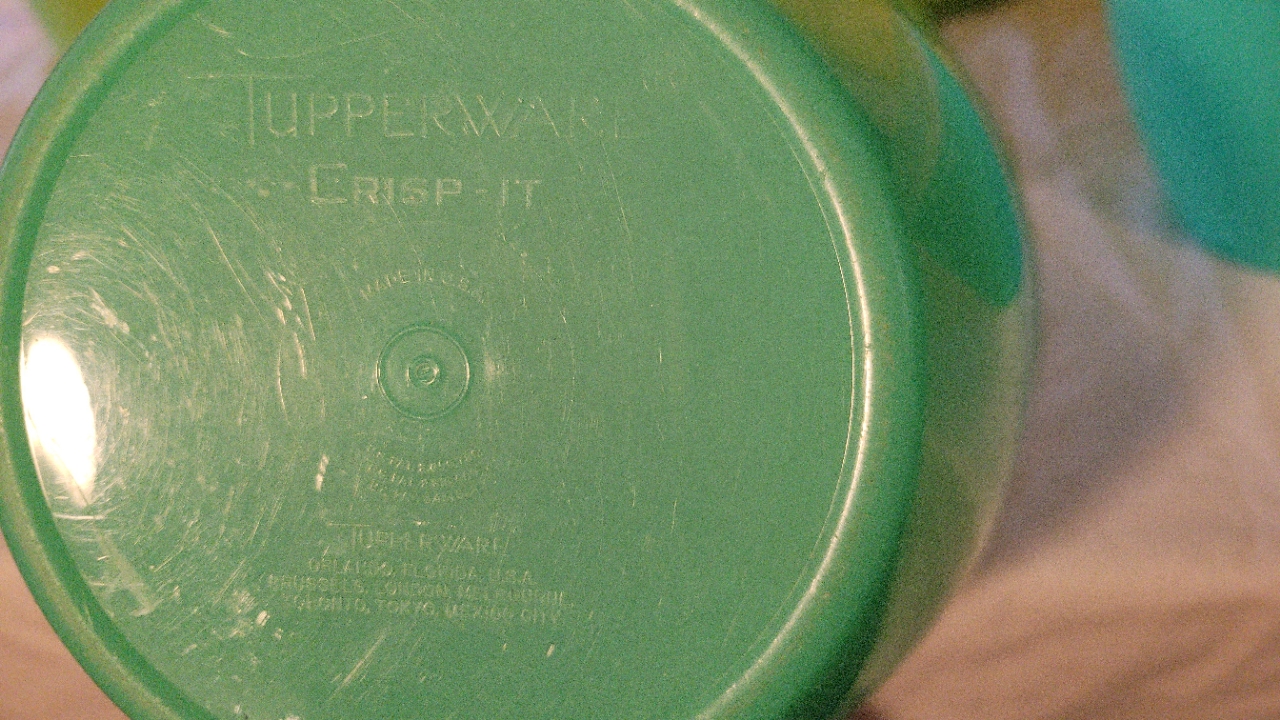 TUPPERWARE
CRISP-IT
MADE IN U.S.A.
TUPPERWARE
ORLANDO, FLORIDA, U.S.A.
BRUSSELS, LONDON, MELBOURNE
TORONTO, TOKYO, MEXICO CITY